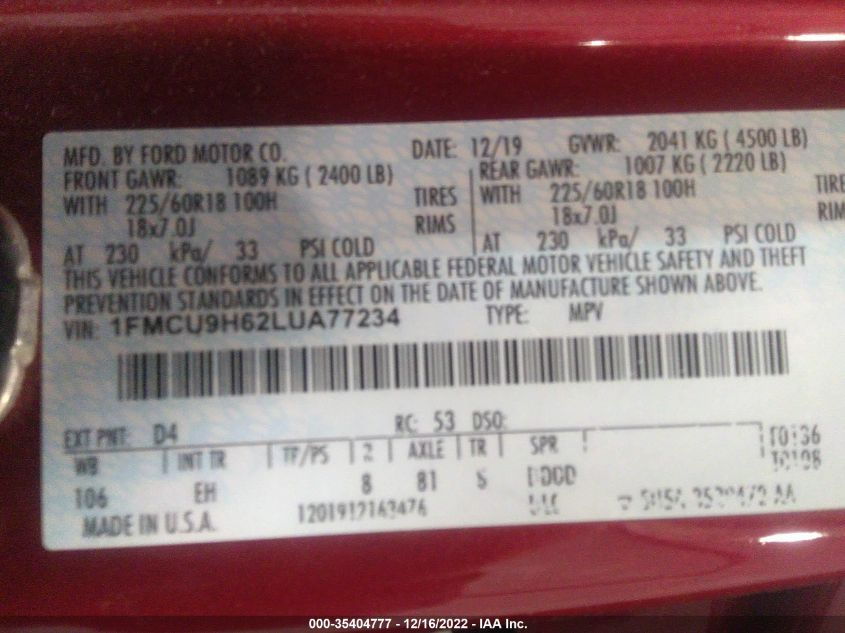 MFD. BY FORD MOTOR CO. DATE: 12/19 GVWR: 2041 KG ( 4500 LB)
FRONT GAWR: 1089 KG ( 2400 LB) REAR GAWR: 1007 KG ( 2220 LB)
WITH 225/60R18 100H TIRES WITH 225/60R18 100H TIRE
18x7.0J RIMS 18x7.0J RIM
AT 230 kPa/ 33 PSI COLD AT 230 kPa/ 33 PSI COLD
THIS VEHICLE CONFORMS TO ALL APPLICABLE FEDERAL MOTOR VEHICLE SAFETY AND THEFT
PREVENTION STANDARDS IN EFFECT ON THE DATE OF MANUFACTURE SHOWN ABOVE.
VIN: 1FMCU9H62LUA77234 TYPE: MPV
EXT PNT: D4 RC: 53 DSO:
WB INT TR TP/PS 2 AXLE TR SPR
106 EH 8 81
MADE IN U.S.A.
000-35404777 - 12/16/2022 - IAA Inc.